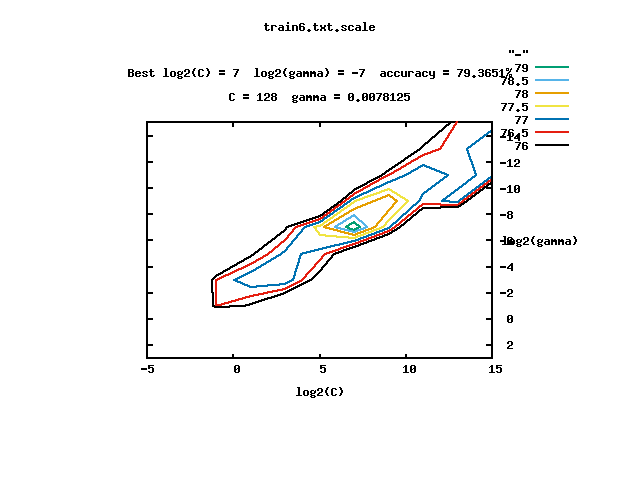 train6.txt.scale
"-"
Best log2(C) = 7  log2(gamma) = -7  accuracy = 79.3651%
C = 128  gamma = 0.0078125
79
78.5
78
77.5
77
76.5
76
-14
-12
-10
-8
-6
log2(gamma)
-4
-2
0
2
-5 0 5 10 15
log2(C)